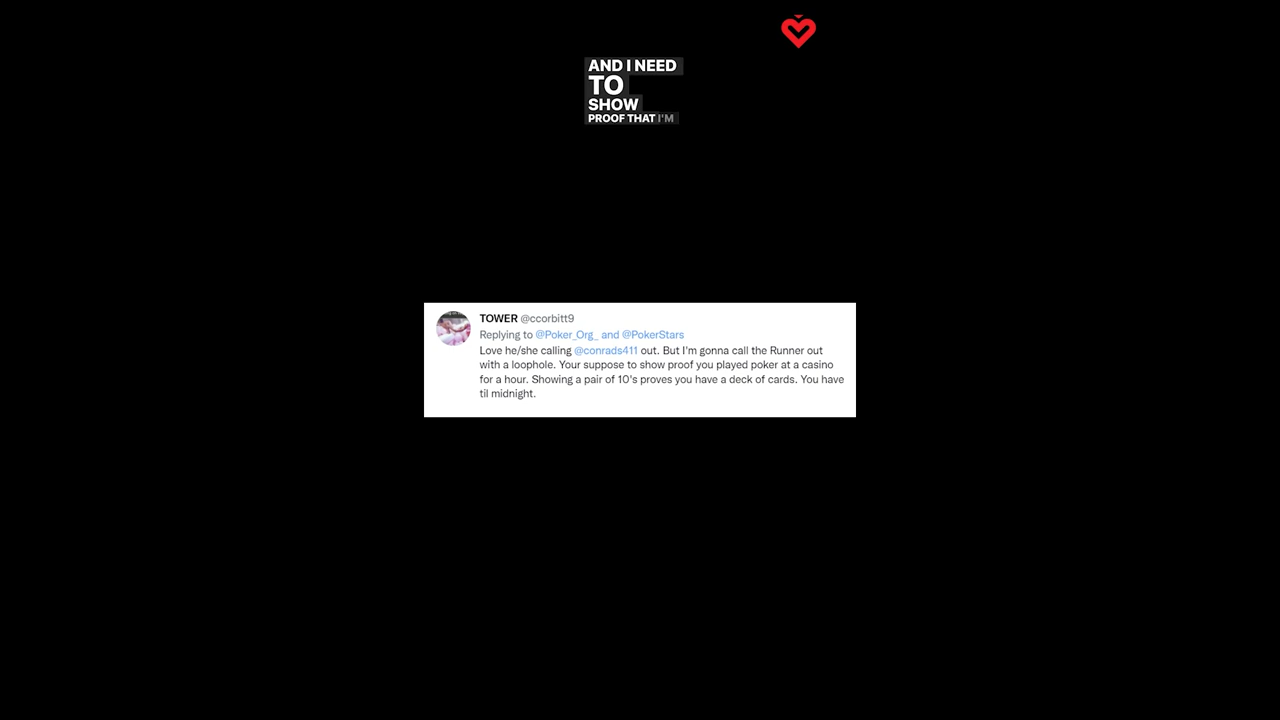 AND I NEED
TO
SHOW
PROOF THAT I'M
TOWER @ccorbitt9
Replying to @Poker_Org_ and @PokerStars
Love he/she calling @conrads411 out. But I'm gonna call the Runner out
with a loophole. Your suppose to show proof you played poker at a casino
for a hour. Showing a pair of 10's proves you have a deck of cards. You have
til midnight.